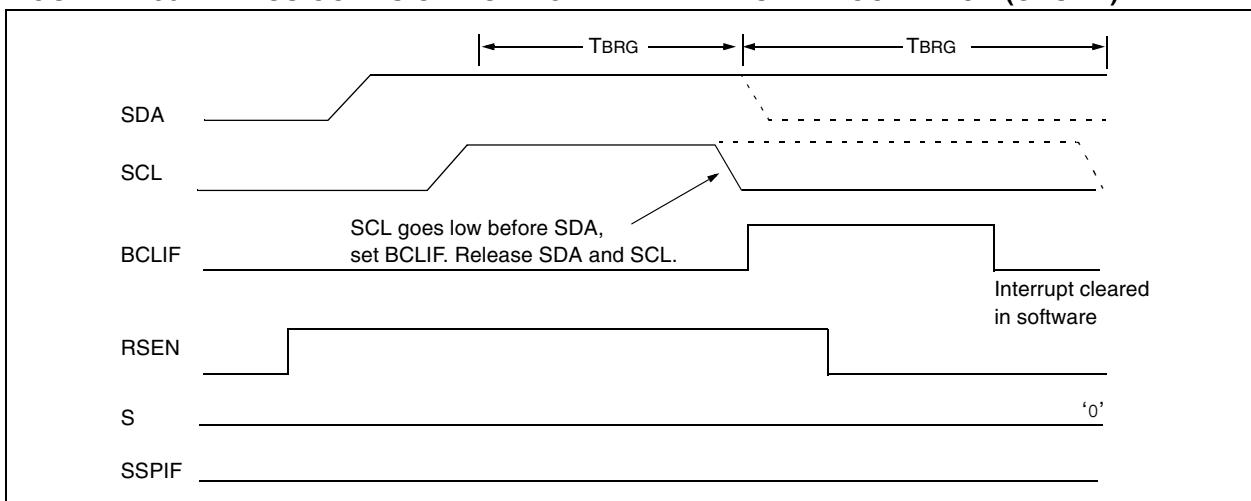 TBRG
TBRG
SDA
SCL
SCL goes low before SDA,
set BCLIF. Release SDA and SCL.
BCLIF
Interrupt cleared
in software
RSEN
S
‘0’
SSPIF